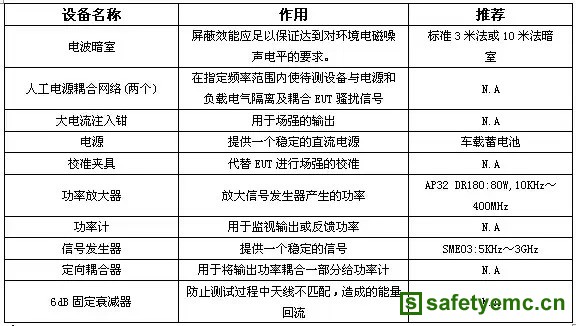 设备名称 作用 推荐
电波暗室 屏蔽效能应足以保证达到对环境电磁噪声电平的要求。 标准3米法或10米法暗室
人工电源耦合网络(两个) 在指定频率范围内使待测设备与电源和负载电气隔离及耦合EUT骚扰信号 N.A
大电流注入钳 用于场强的输出 N.A
电源 提供一个稳定的直流电源 车载蓄电池
校准夹具 代替EUT进行场强的校准 N.A
功率放大器 放大信号发生器产生的功率 AP32 DR180:80W,10KHz～400MHz
功率计 用于监视输出或反馈功率 N.A
信号发生器 提供一个稳定的信号 SME03:5KHz～3GHz
定向耦合器 用于将输出功率耦合一部分给功率计 N.A
6dB固定衰减器 防止测试过程中天线不匹配，造成的能量回流
S safetyemc.cn